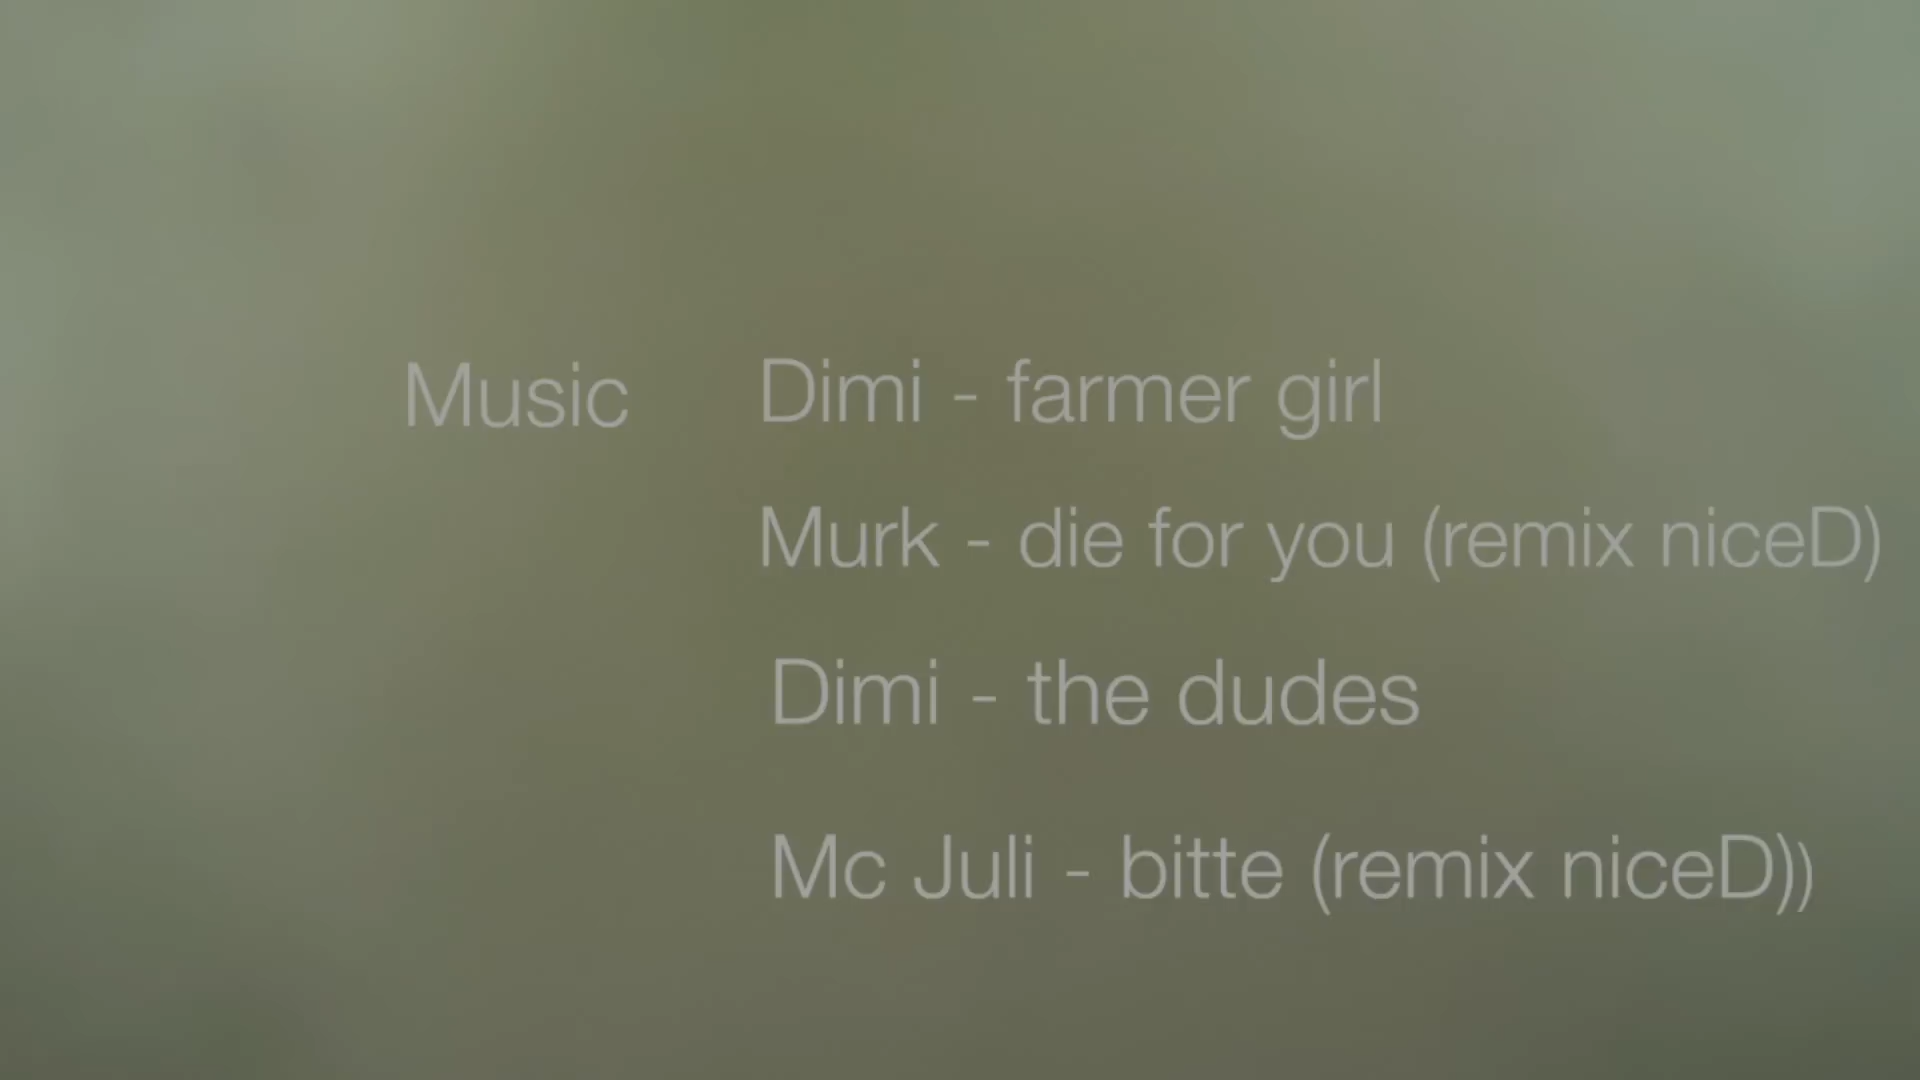 Music Dimi - farmer girl
Murk - die for you (remix niceD)
Dimi - the dudes
Mc Juli - bitte (remix niceD))